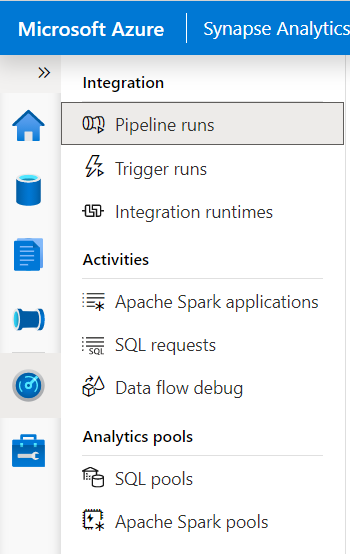 Microsoft Azure
Synapse Analytics
»
Integration
Pipeline runs
Trigger runs
Integration runtimes
Activities
Apache Spark applications
SQL requests
SQL
Data flow debug
Analytics pools
SQL pools
Apache Spark pools